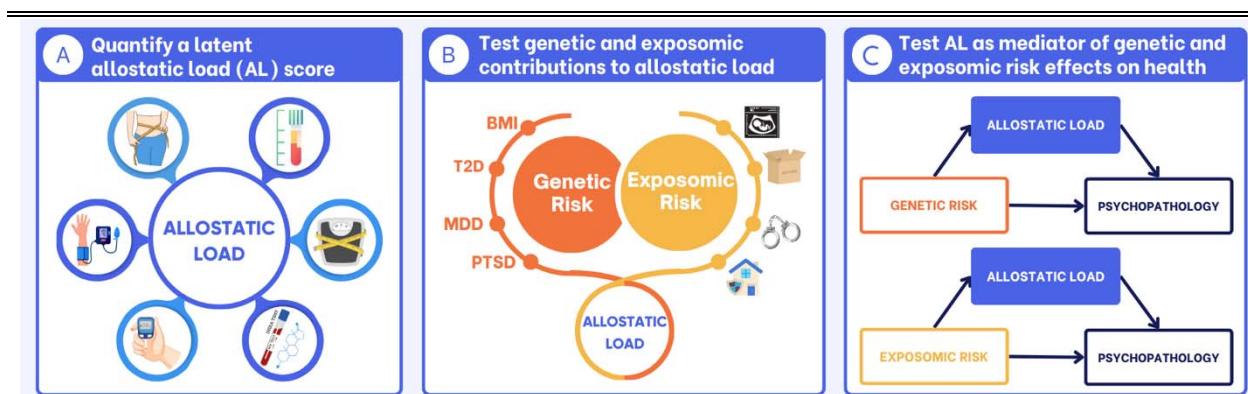 A
Quantify a latent
allostatic load (AL) score
ALLOSTATIC
LOAD
B
Test genetic and exposomic
contributions to allostatic load
BMI
T2D
MDD
PTSD
Genetic
Risk
Exposomic
Risk
ALLOSTATIC
LOAD
C
Test AL as mediator of genetic and
exposomic risk effects on health
ALLOSTATIC LOAD
GENETIC RISK
PSYCHOPATHOLOGY
ALLOSTATIC LOAD
EXPOSOMIC RISK
PSYCHOPATHOLOGY